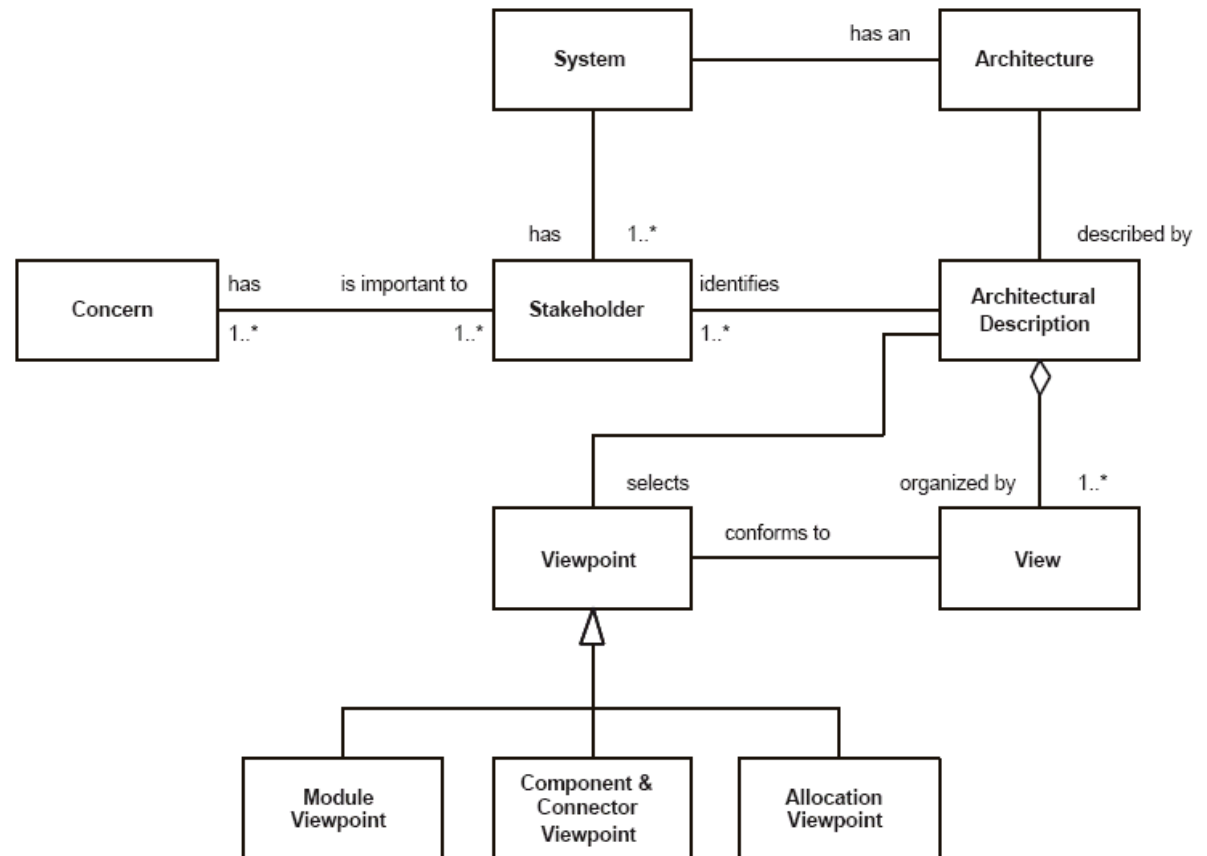 has an
System
Architecture
has
1..*
described by
has
is important to
identifies
Concern
Stakeholder
Architectural
Description
1..*
1..*
1..*
selects
organized by
1..*
conforms to
Viewpoint
View
Module
Viewpoint
Component &
Connector
Viewpoint
Allocation
Viewpoint